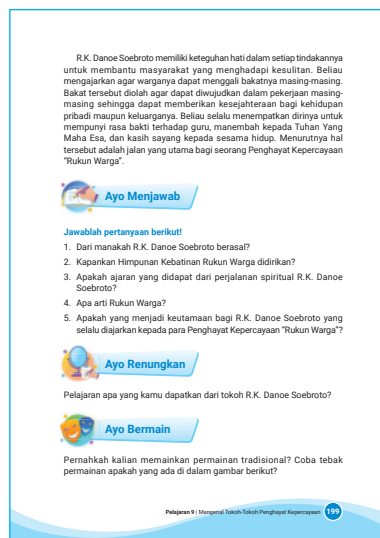 R.K. Danoe Soebroto memiliki keteguhan hati dalam setiap tindakannya
untuk membantu masyarakat yang menghadapi kesulitan. Beliau
mengajarkan agar warganya dapat menggali bakatnya masing-masing.
Bakat tersebut diolah agar dapat diwujudkan dalam pekerjaan masing-
masing sehingga dapat memberikan kesejahteraan bagi kehidupan
pribadi maupun keluarganya. Beliau selalu menempatkan dirinya untuk
mempunyi rasa bakti terhadap guru, manembah kepada Tuhan Yang
Maha Esa, dan kasih sayang kepada sesama hidup. Menurutnya hal
tersebut adalah jalan yang utama bagi seorang Penghayat Kepercayaan
“Rukun Warga”.
Ayo Menjawab
Jawablah pertanyaan berikut!
1. Dari manakah R.K. Danoe Soebroto berasal?
2. Kapankan Himpunan Kebatinan Rukun Warga didirikan?
3. Apakah ajaran yang didapat dari perjalanan spiritual R.K. Danoe
Soebroto?
4. Apa arti Rukun Warga?
5. Apakah yang menjadi keutamaan bagi R.K. Danoe Soebroto yang
selalu diajarkan kepada para Penghayat Kepercayaan “Rukun Warga”?
Ayo Renungkan
Pelajaran apa yang kamu dapatkan dari tokoh R.K. Danoe Soebroto?
Ayo Bermain
Pernahkah kalian memainkan permainan tradisional? Coba tebak
permainan apakah yang ada di dalam gambar berikut?
Pelajaran 9 | Mengenal Tokoh-Tokoh Penghayat Kepercayaan 199